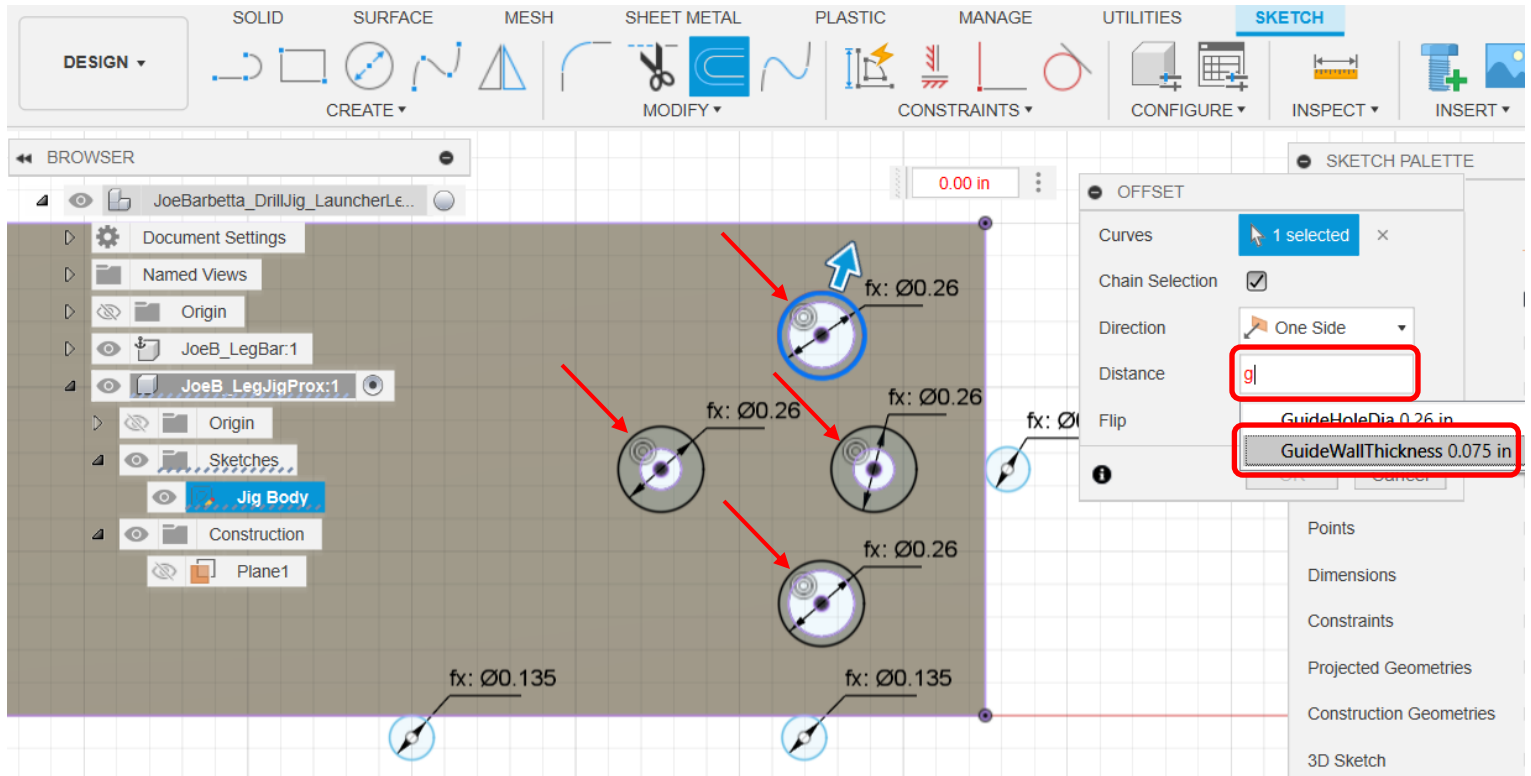 SOLID SURFACE MESH SHEET METAL PLASTIC MANAGE UTILITIES SKETCH
DESIGN ▾
CREATE ▾ MODIFY ▾ CONSTRAINTS ▾ CONFIGURE ▾ INSPECT ▾ INSERT ▾
BROWSER
JoeBarbetta_DrillJig_LauncherLe...
Document Settings
Named Views
Origin
JoeB_LegBar:1
JoeB_LegJigProx:1
Origin
Sketches
Jig Body
Construction
Plane1
0.00 in
fx: Ø0.26
fx: Ø0.26
fx: Ø0.26
fx: Ø
fx: Ø0.26
fx: Ø0.135
fx: Ø0.135
OFFSET
Curves 1 selected ×
Chain Selection
Direction One Side
Distance g
Flip GuideHoleDia 0.26 in
GuideWallThickness 0.075 in
OK Cancel
SKETCH PALETTE
Points
Dimensions
Constraints
Projected Geometries
Construction Geometries
3D Sketch